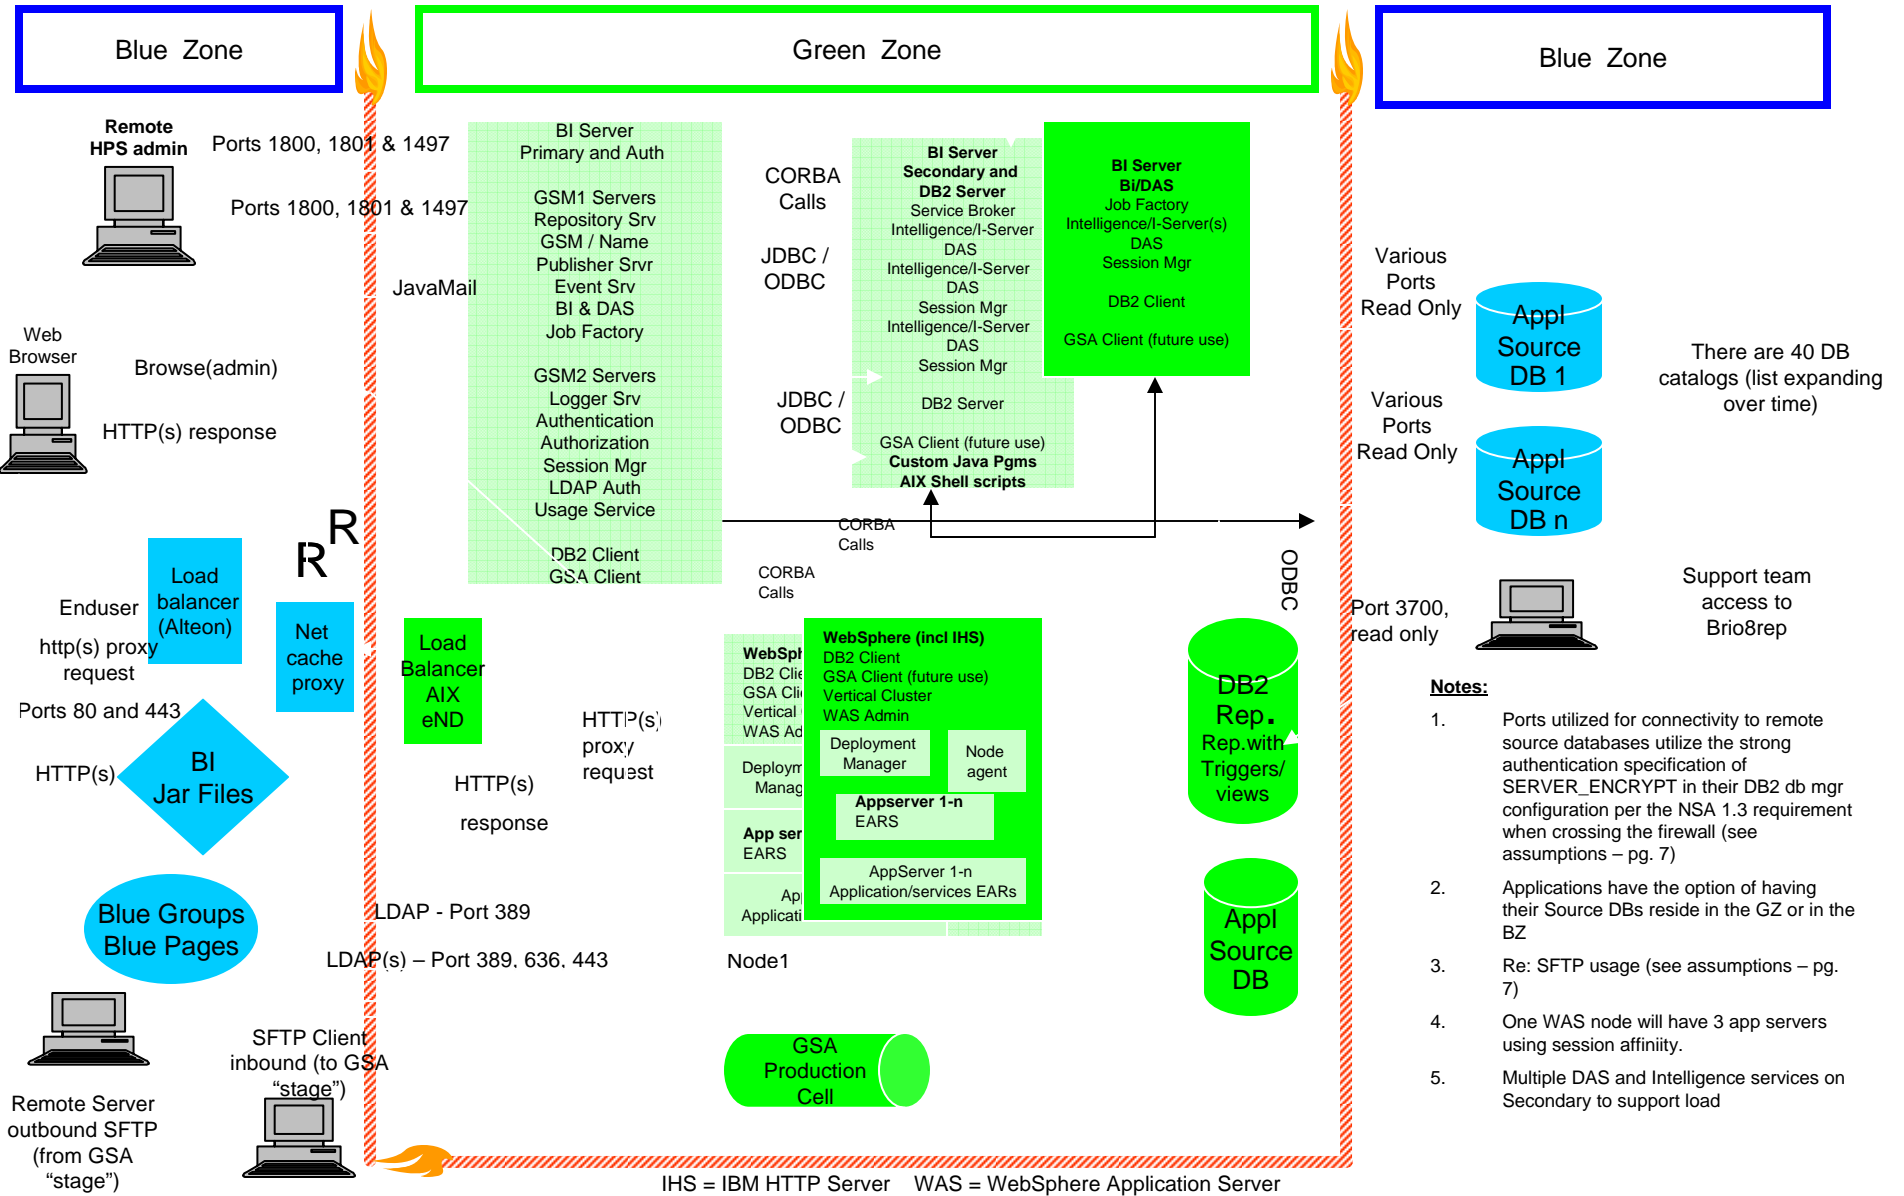 Blue Zone
Green Zone
Blue Zone
Remote
HPS admin
Ports 1800, 1801 & 1497
Ports 1800, 1801 & 1497
JavaMail
Web
Browser
Browse(admin)
HTTP(s) response
R
R
Load
balancer
(Alteon)
Enduser
http(s) proxy
request
Net
cache
proxy
Ports 80 and 443
HTTP(s)
BI
Jar Files
Blue Groups
Blue Pages
LDAP - Port 389
LDAP(s) – Port 389, 636, 443
SFTP Client
inbound (to GSA
“stage”)
Remote Server
outbound SFTP
(from GSA
“stage”)
BI Server
Primary and Auth
GSM1 Servers
Repository Srv
GSM / Name
Publisher Srvr
Event Srv
BI & DAS
Job Factory
GSM2 Servers
Logger Srv
Authentication
Authorization
Session Mgr
LDAP Auth
Usage Service
DB2 Client
GSA Client
CORBA
Calls
JDBC /
ODBC
JDBC /
ODBC
CORBA
Calls
CORBA
Calls
BI Server
Secondary and
DB2 Server
Service Broker
Intelligence/I-Server
DAS
Intelligence/I-Server
DAS
Session Mgr
Intelligence/I-Server
DAS
Session Mgr
DB2 Server
GSA Client (future use)
Custom Java Pgms
AIX Shell scripts
BI Server
Bi/DAS
Job Factory
Intelligence/I-Server(s)
DAS
Session Mgr
DB2 Client
GSA Client (future use)
ODBC
Load
Balancer
AIX
eND
HTTP(s)
proxy
request
HTTP(s)
response
WebSph
DB2 Clie
GSA Clie
Vertical
WAS Ad
Deploym
Manag
App ser
EARS
Ap
Applicati
Node1
WebSphere (incl IHS)
DB2 Client
GSA Client (future use)
Vertical Cluster
WAS Admin
Deployment
Manager
Node
agent
Appserver 1-n
EARS
AppServer 1-n
Application/services EARs
DB2
Rep.
Rep.with
Triggers/
views
Appl
Source
DB
GSA
Production
Cell
Various
Ports
Read Only
Appl
Source
DB 1
There are 40 DB
catalogs (list expanding
over time)
Various
Ports
Read Only
Appl
Source
DB n
Port 3700,
read only
Support team
access to
Brio8rep
Notes:
1. Ports utilized for connectivity to remote
source databases utilize the strong
authentication specification of
SERVER_ENCRYPT in their DB2 db mgr
configuration per the NSA 1.3 requirement
when crossing the firewall (see
assumptions – pg. 7)
2. Applications have the option of having
their Source DBs reside in the GZ or in the
BZ
3. Re: SFTP usage (see assumptions – pg.
7)
4. One WAS node will have 3 app servers
using session affiniity.
5. Multiple DAS and Intelligence services on
Secondary to support load
IHS = IBM HTTP Server WAS = WebSphere Application Server